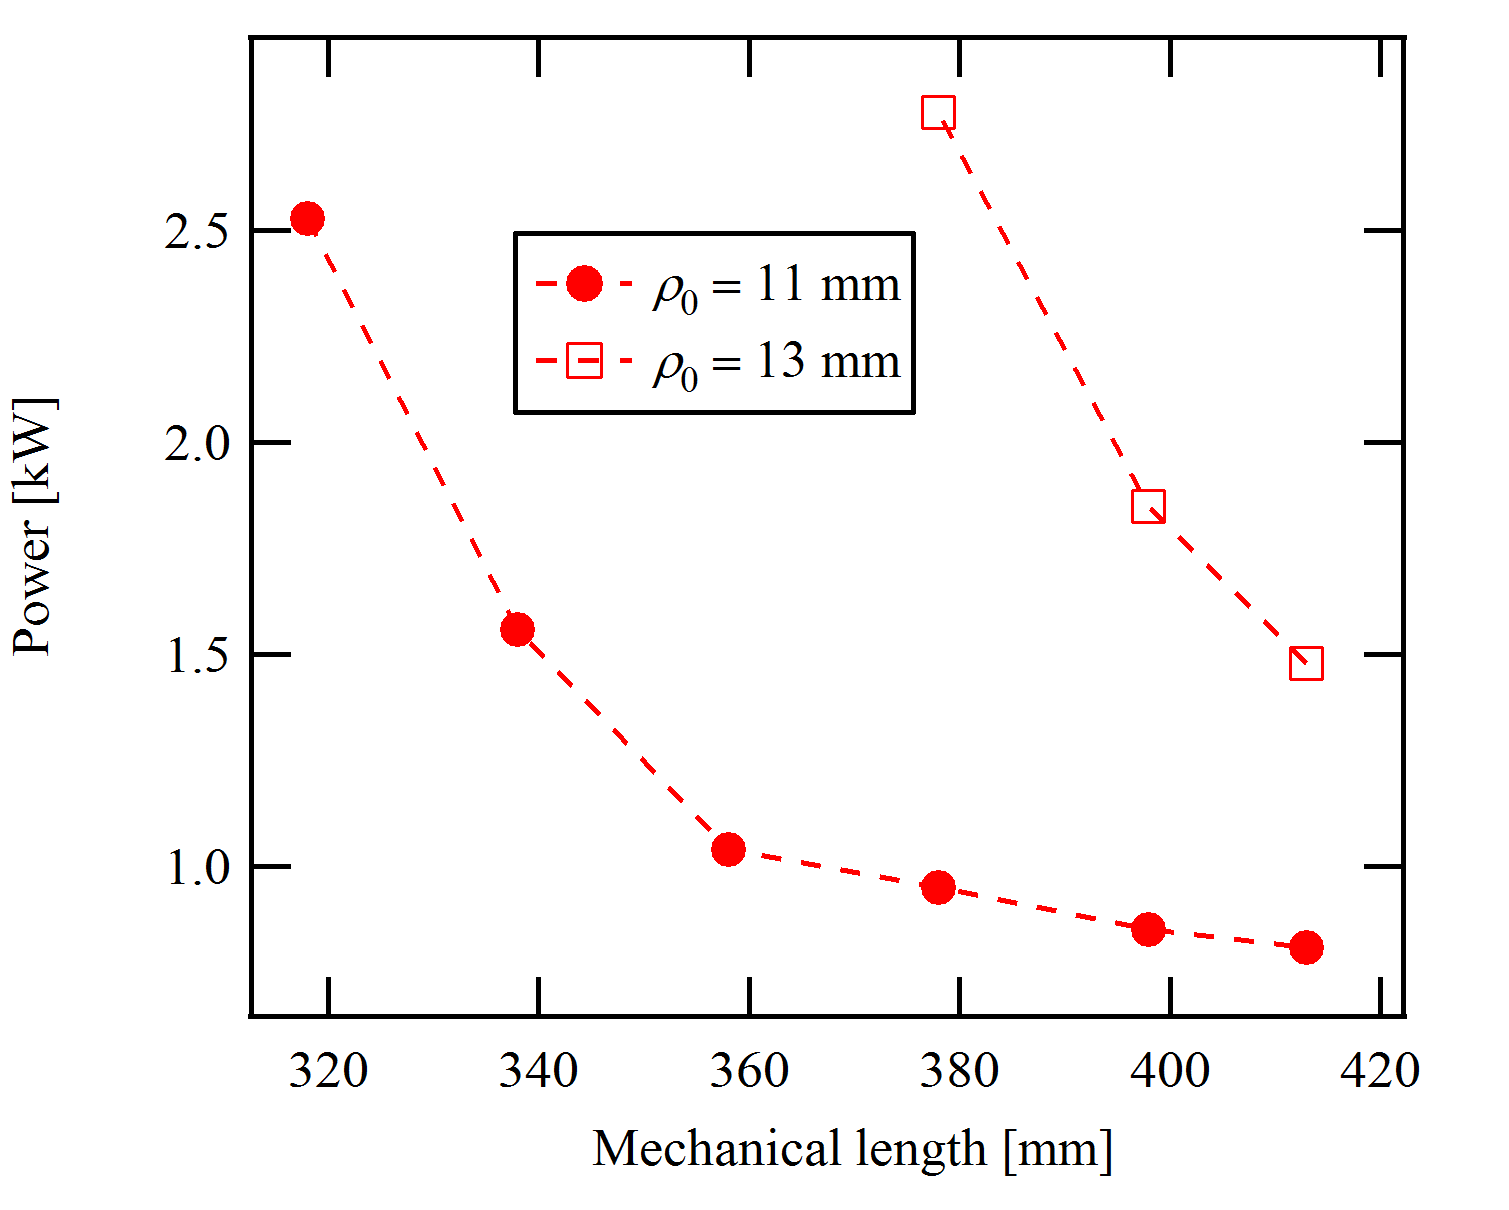 2.5
2.0
1.5
1.0
Power [kW]
ρ0 = 11 mm
ρ0 = 13 mm
320 340 360 380 400 420
Mechanical length [mm]